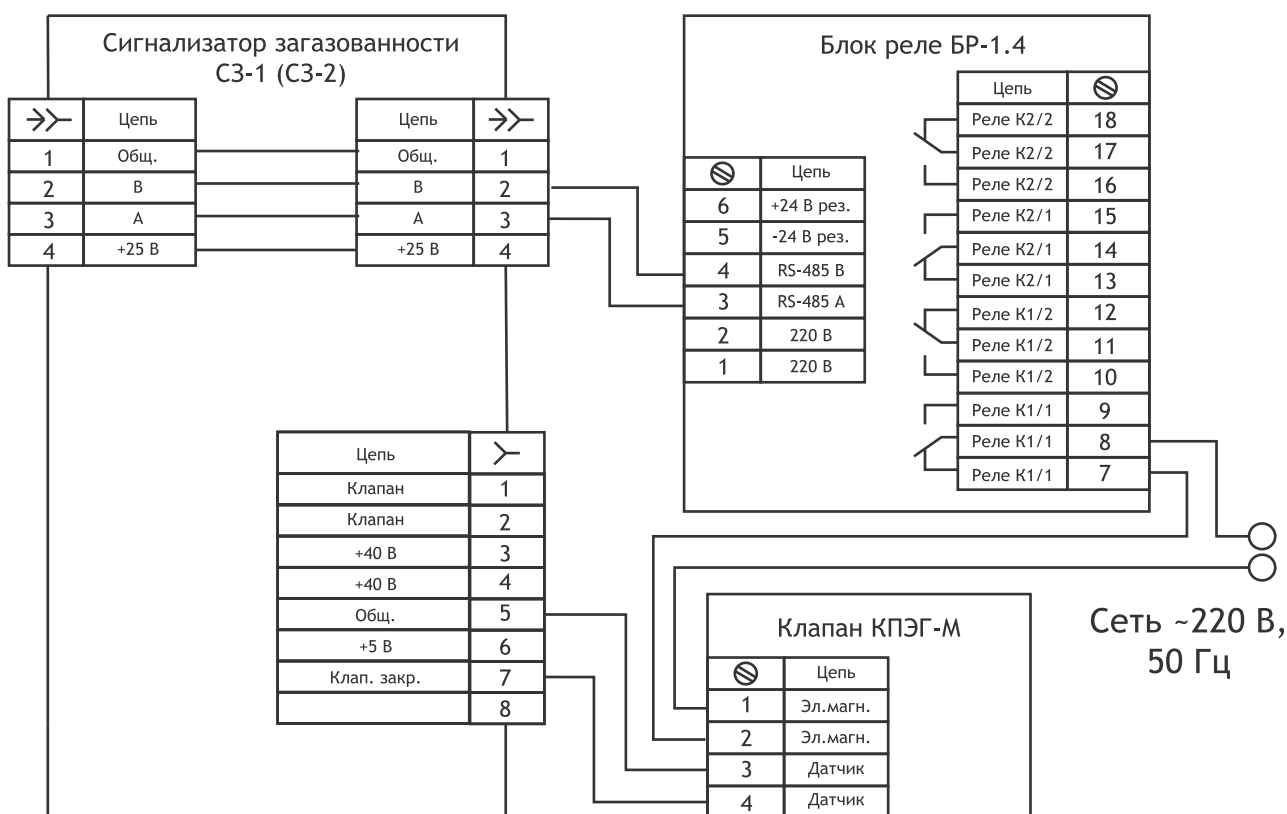 Сигнализатор загазованности
СЗ-1 (СЗ-2)
Цепь
1 Общ.
2 В
3 А
4 +25 В
Цепь
Общ. 1
В 2
А 3
+25 В 4
Цепь
Клапан 1
Клапан 2
+40 В 3
+40 В 4
Общ. 5
+5 В 6
Клап. закр. 7
8
Блок реле БР-1.4
Цепь
6 +24 В рез.
5 -24 В рез.
4 RS-485 В
3 RS-485 А
2 220 В
1 220 В
Цепь
Реле К2/2 18
Реле К2/2 17
Реле К2/2 16
Реле К2/1 15
Реле К2/1 14
Реле К2/1 13
Реле К1/2 12
Реле К1/2 11
Реле К1/2 10
Реле К1/1 9
Реле К1/1 8
Реле К1/1 7
Сеть ~220 В,
50 Гц
Клапан КПЭГ-М
Цепь
1 Эл.магн.
2 Эл.магн.
3 Датчик
4 Датчик